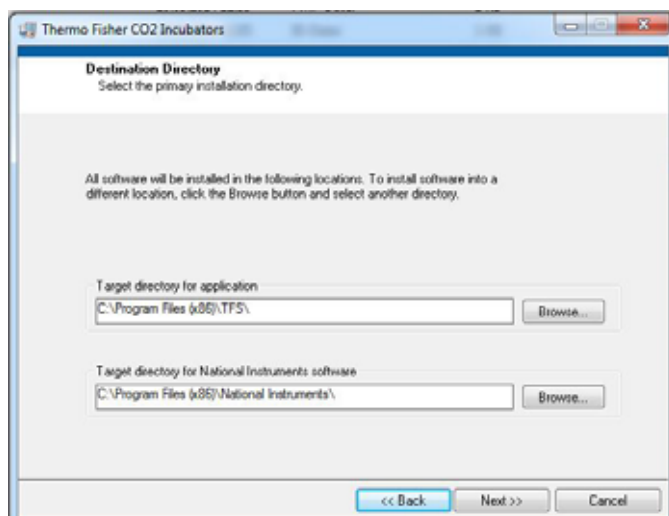 Thermo Fisher CO2 Incubators
Destination Directory
Select the primary installation directory.
All software will be installed in the following locations. To install software into a
different location, click the Browse button and select another directory.
Target directory for application
C:\Program Files (x86)\TFS\
Browse...
Target directory for National Instruments software
C:\Program Files (x86)\National Instruments\
Browse...
<< Back
Next >>
Cancel